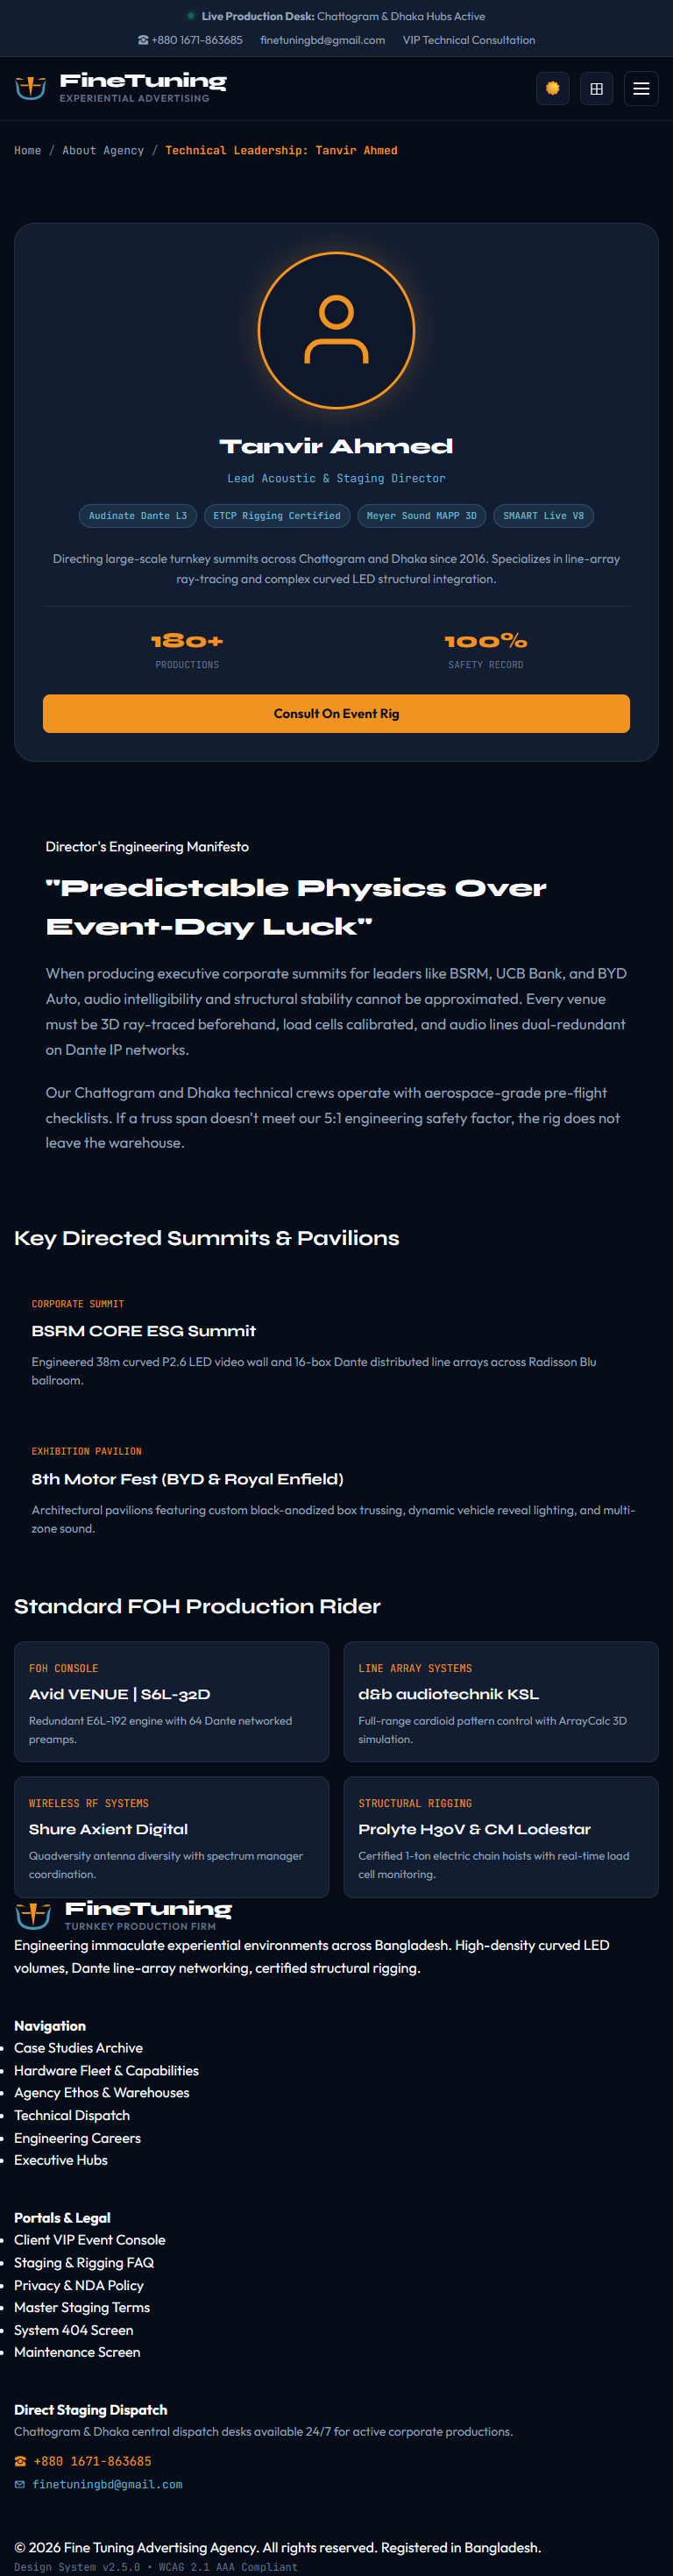 Live Production Desk: Chattogram & Dhaka Hubs Active
☎ +880 1671-863685 finetuningbd@gmail.com VIP Technical Consultation
FineTuning
EXPERIENTIAL ADVERTISING
Home / About Agency / Technical Leadership: Tanvir Ahmed
Tanvir Ahmed
Lead Acoustic & Staging Director
Audinate Dante L3 ETCP Rigging Certified Meyer Sound MAPP 3D SMAART Live V8
Directing large-scale turnkey summits across Chattogram and Dhaka since 2016. Specializes in line-array
ray-tracing and complex curved LED structural integration.
180+ 100%
PRODUCTIONS SAFETY RECORD
Consult On Event Rig
Director's Engineering Manifesto
"Predictable Physics Over
Event-Day Luck"
When producing executive corporate summits for leaders like BSRM, UCB Bank, and BYD
Auto, audio intelligibility and structural stability cannot be approximated. Every venue
must be 3D ray-traced beforehand, load cells calibrated, and audio lines dual-redundant
on Dante IP networks.
Our Chattogram and Dhaka technical crews operate with aerospace-grade pre-flight
checklists. If a truss span doesn't meet our 5:1 engineering safety factor, the rig does not
leave the warehouse.
Key Directed Summits & Pavilions
CORPORATE SUMMIT
BSRM CORE ESG Summit
Engineered 38m curved P2.6 LED video wall and 16-box Dante distributed line arrays across Radisson Blu
ballroom.
EXHIBITION PAVILION
8th Motor Fest (BYD & Royal Enfield)
Architectural pavilions featuring custom black-anodized box trussing, dynamic vehicle reveal lighting, and multi-
zone sound.
Standard FOH Production Rider
FOH CONSOLE
Avid VENUE | S6L-32D
Redundant E6L-192 engine with 64 Dante networked
preamps.
LINE ARRAY SYSTEMS
d&b audiotechnik KSL
Full-range cardioid pattern control with ArrayCalc 3D
simulation.
WIRELESS RF SYSTEMS
Shure Axient Digital
Quadversity antenna diversity with spectrum manager
coordination.
STRUCTURAL RIGGING
Prolyte H30V & CM Lodestar
Certified 1-ton electric chain hoists with real-time load
cell monitoring.
FineTuning
TURNKEY PRODUCTION FIRM
Engineering immaculate experiential environments across Bangladesh. High-density curved LED
volumes, Dante line-array networking, certified structural rigging.
Navigation
• Case Studies Archive
• Hardware Fleet & Capabilities
• Agency Ethos & Warehouses
• Technical Dispatch
• Engineering Careers
• Executive Hubs
Portals & Legal
• Client VIP Event Console
• Staging & Rigging FAQ
• Privacy & NDA Policy
• Master Staging Terms
• System 404 Screen
• Maintenance Screen
Direct Staging Dispatch
Chattogram & Dhaka central dispatch desks available 24/7 for active corporate productions.
☎ +880 1671-863685
✉ finetuningbd@gmail.com
© 2026 Fine Tuning Advertising Agency. All rights reserved. Registered in Bangladesh.
Design System v2.5.0 • WCAG 2.1 AAA Compliant